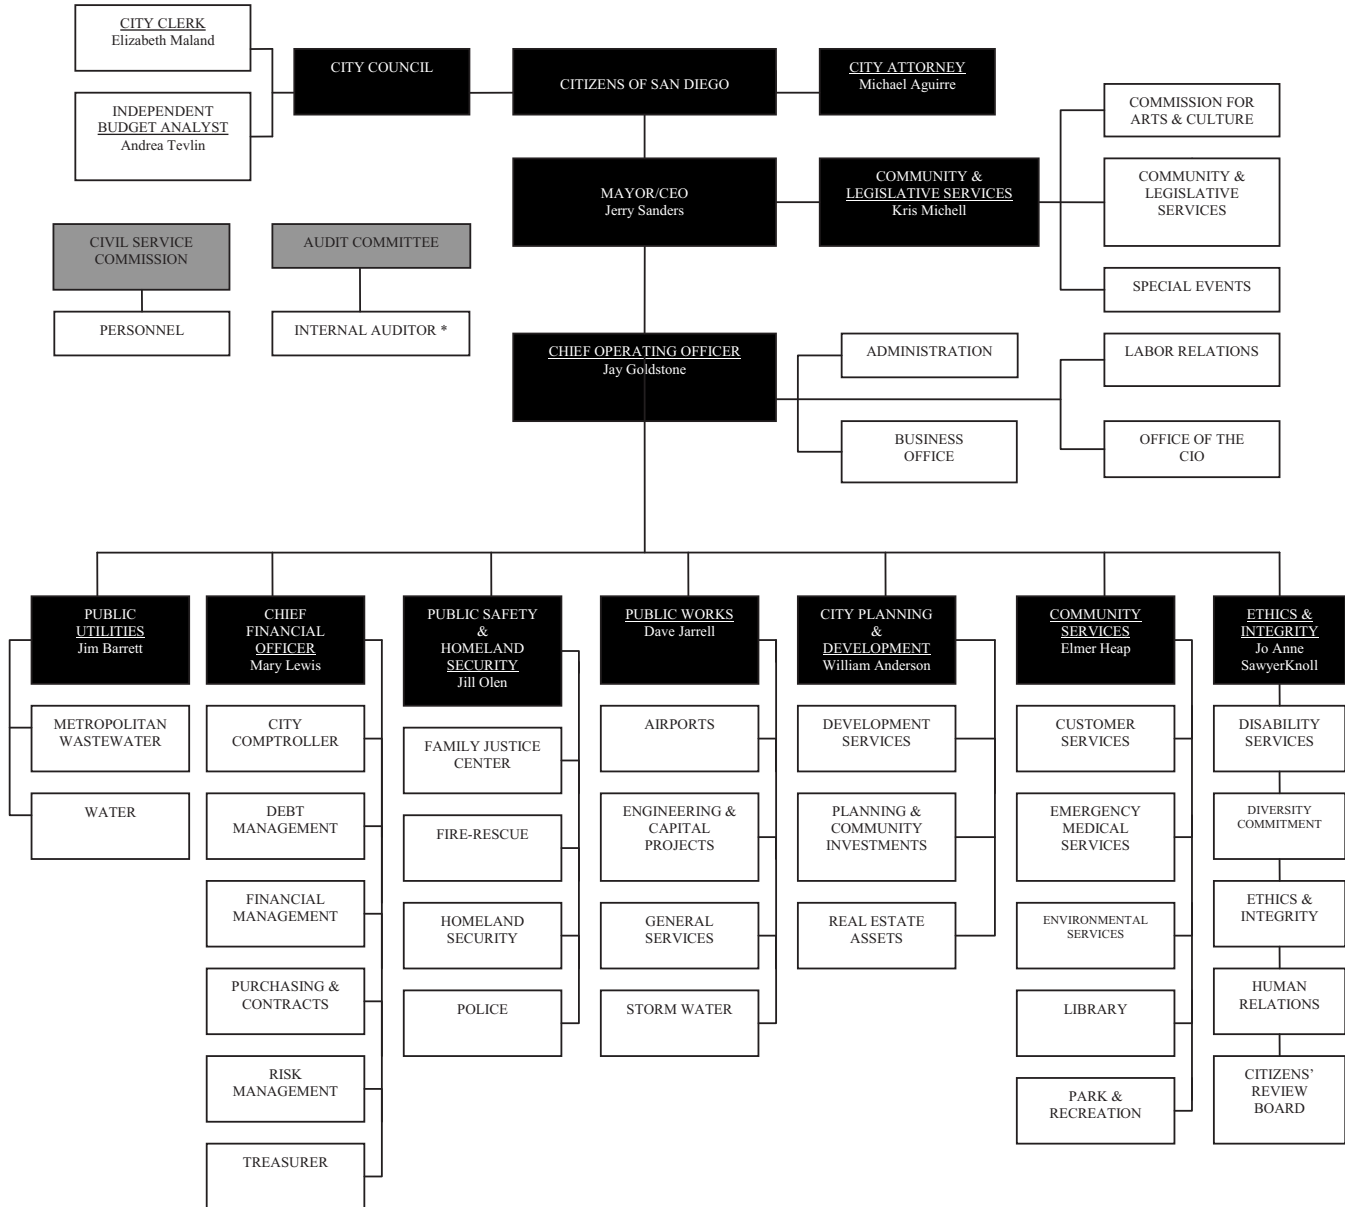 CITY CLERK
Elizabeth Maland
CITY COUNCIL
CITIZENS OF SAN DIEGO
CITY ATTORNEY
Michael Aguirre
INDEPENDENT
BUDGET ANALYST
Andrea Tevlin
COMMISSION FOR
ARTS & CULTURE
MAYOR/CEO
Jerry Sanders
COMMUNITY &
LEGISLATIVE SERVICES
Kris Michell
COMMUNITY &
LEGISLATIVE
SERVICES
CIVIL SERVICE
COMMISSION
AUDIT COMMITTEE
SPECIAL EVENTS
PERSONNEL
INTERNAL AUDITOR *
CHIEF OPERATING OFFICER
Jay Goldstone
ADMINISTRATION
LABOR RELATIONS
BUSINESS
OFFICE
OFFICE OF THE
CIO
PUBLIC
UTILITIES
Jim Barrett
CHIEF
FINANCIAL
OFFICER
Mary Lewis
PUBLIC SAFETY
&
HOMELAND
SECURITY
Jill Olen
PUBLIC WORKS
Dave Jarrell
CITY PLANNING
&
DEVELOPMENT
William Anderson
COMMUNITY
SERVICES
Elmer Heap
ETHICS &
INTEGRITY
Jo Anne
SawyerKnoll
METROPOLITAN
WASTEWATER
WATER
CITY
COMPTROLLER
DEBT
MANAGEMENT
FINANCIAL
MANAGEMENT
PURCHASING &
CONTRACTS
RISK
MANAGEMENT
TREASURER
FAMILY JUSTICE
CENTER
FIRE-RESCUE
HOMELAND
SECURITY
POLICE
AIRPORTS
ENGINEERING &
CAPITAL
PROJECTS
GENERAL
SERVICES
STORM WATER
DEVELOPMENT
SERVICES
PLANNING &
COMMUNITY
INVESTMENTS
REAL ESTATE
ASSETS
CUSTOMER
SERVICES
EMERGENCY
MEDICAL
SERVICES
ENVIRONMENTAL
SERVICES
LIBRARY
PARK &
RECREATION
DISABILITY
SERVICES
DIVERSITY
COMMITMENT
ETHICS &
INTEGRITY
HUMAN
RELATIONS
CITIZENS’
REVIEW
BOARD